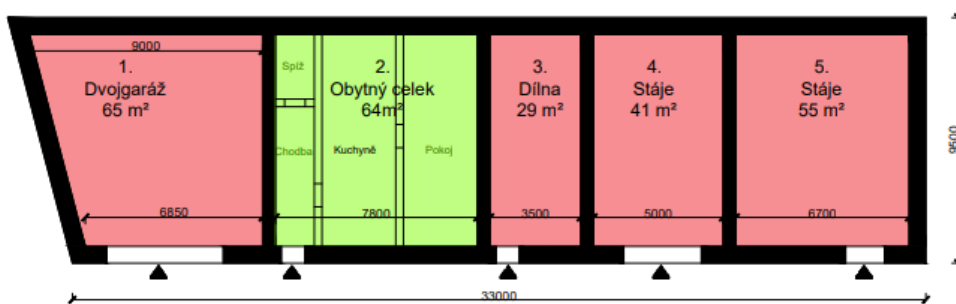 9000
1.
Dvojgaráž
65 m²
Spíž
Chodba
2.
Obytný celek
64m²
Kuchyně
Pokoj
3.
Dílna
29 m²
4.
Stáje
41 m²
5.
Stáje
55 m²
9500
6850
7800
3500
5000
6700
33000